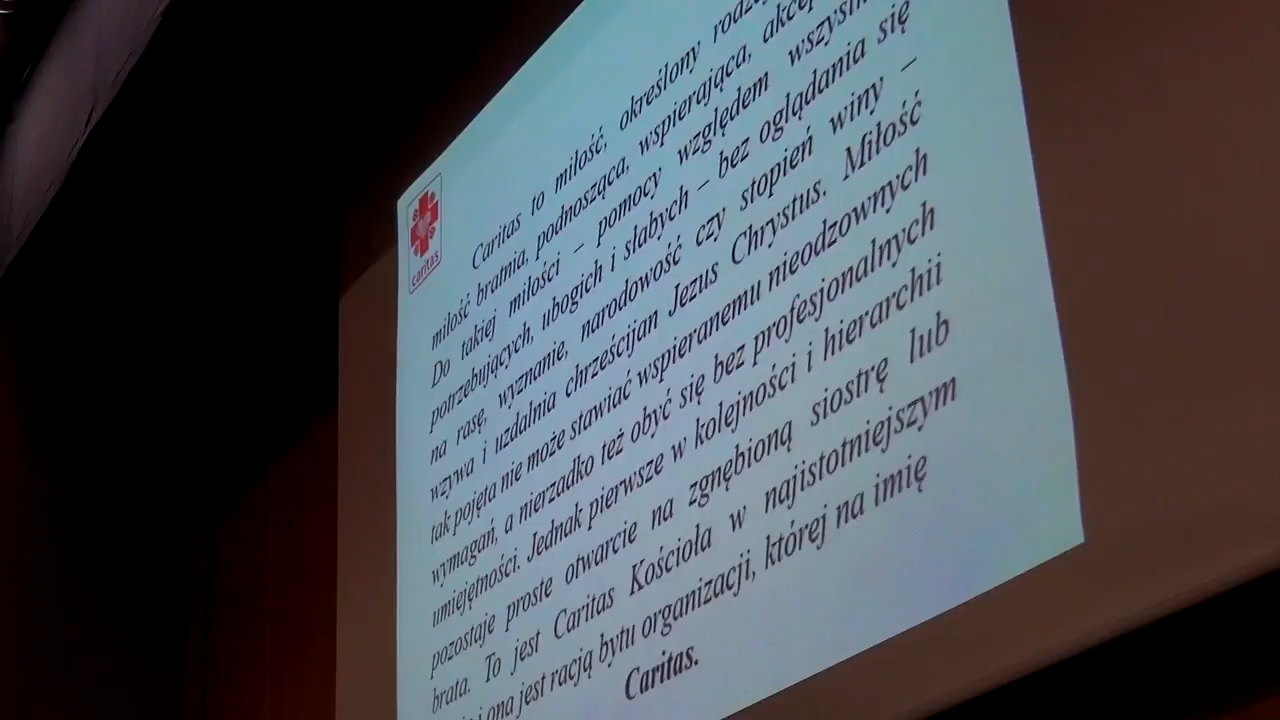 caritas
Caritas to miłość, określony
miłość bratnia, podnosząca, wspierająca,
Do takiej miłości – pomocy względem
potrzebujących, ubogich i słabych – bez oglądania się
na rasę, wyznanie, narodowość czy stopień winy –
wzywa i uzdalnia chrześcijan Jezus Chrystus. Miłość
tak pojęta nie może stawiać wspieranemu nieodzownych
wymagań, a nierzadko też obyć się bez profesjonalnych
umiejętności. Jednak pierwsze w kolejności i hierarchii
pozostaje proste otwarcie na zgnębioną siostrę lub
brata. To jest Caritas Kościoła w najistotniejszym
i ona jest racją bytu organizacji, której na imię
Caritas.